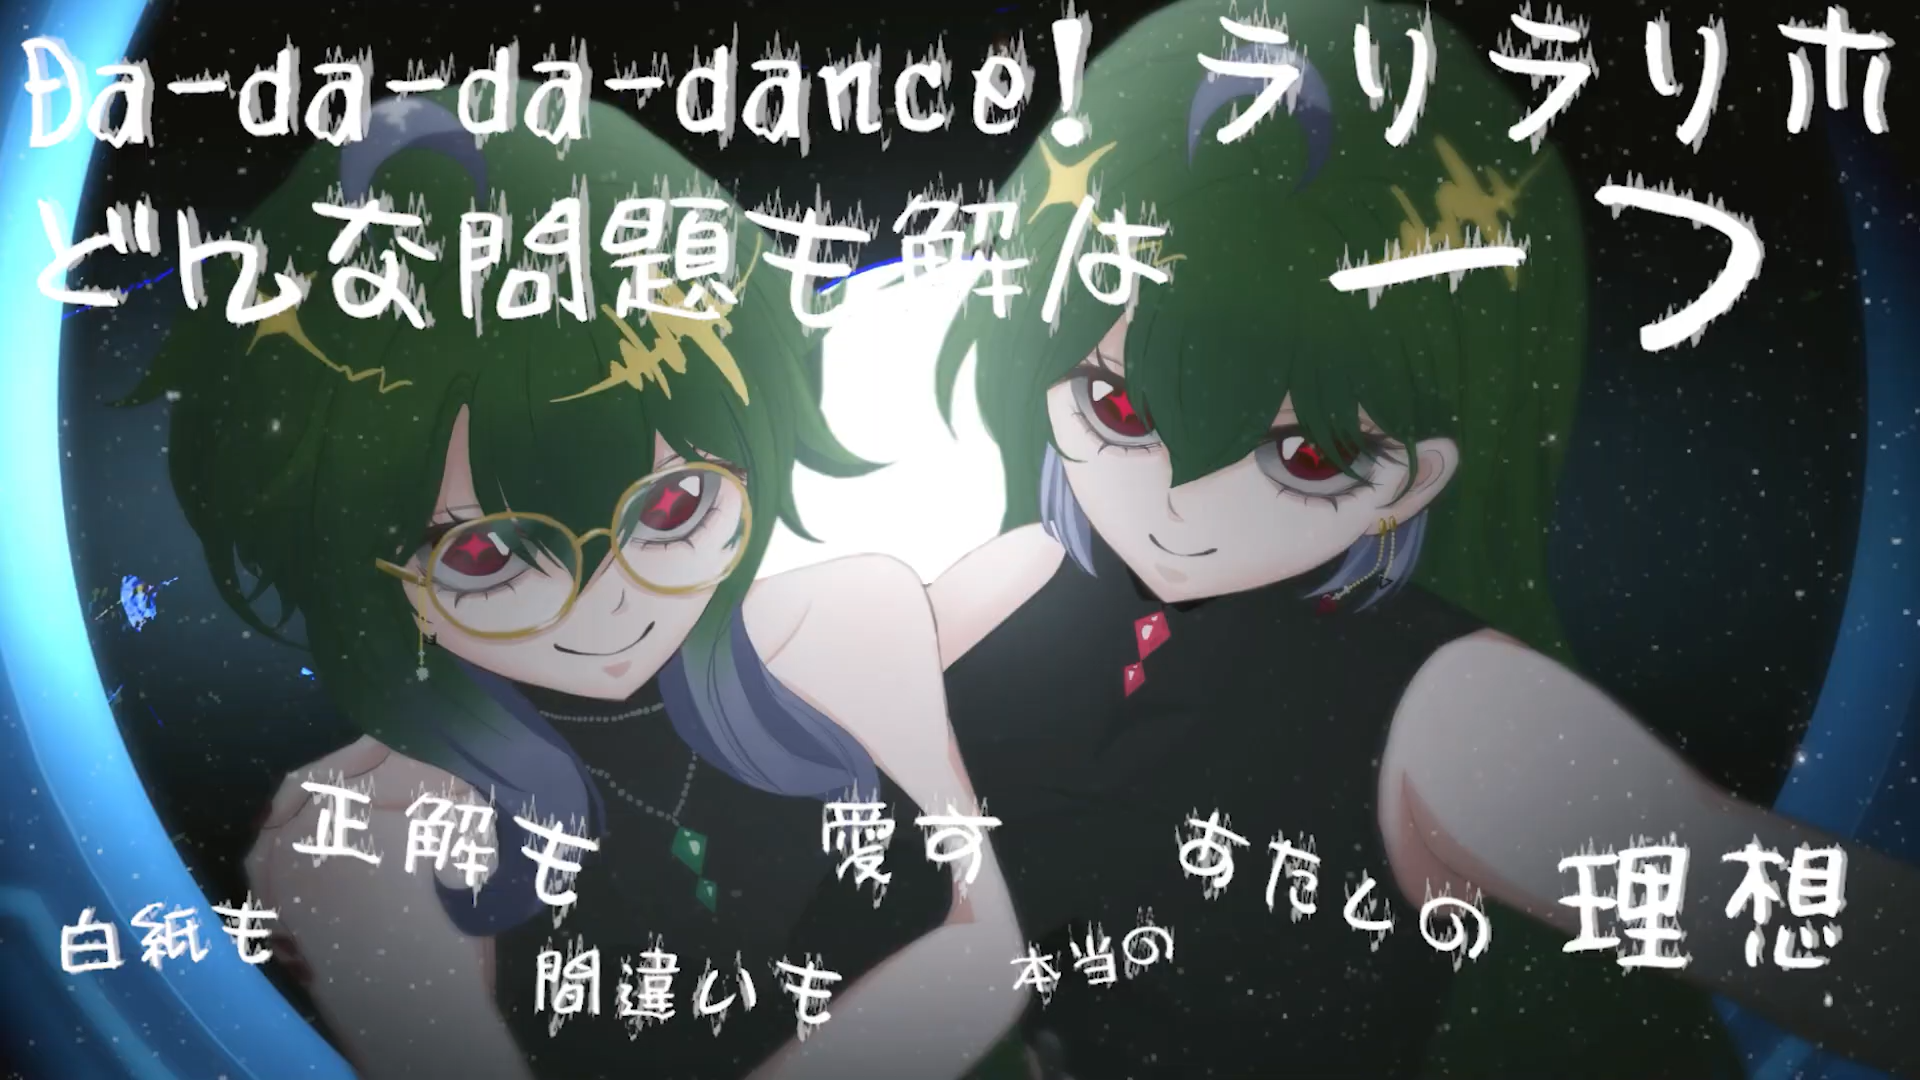 Da-da-da-dance! ラリラリホ
どんな問題も解は 一つ
白紙も 正解も 間違いも 愛す 本当の あたしの 理想